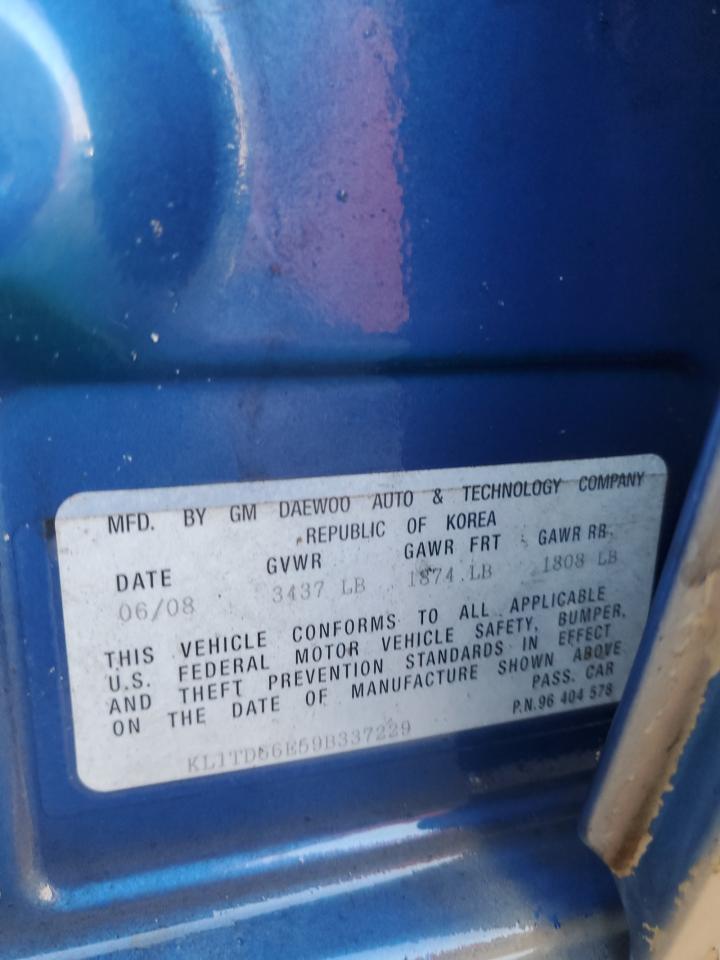 MFD. BY GM DAEWOO AUTO & TECHNOLOGY COMPANY
REPUBLIC OF KOREA
DATE GVWR GAWR FRT GAWR RR
06/08 3437 LB 1874 LB 1808 LB
THIS VEHICLE CONFORMS TO ALL APPLICABLE
U.S. FEDERAL MOTOR VEHICLE SAFETY, BUMPER,
AND THEFT PREVENTION STANDARDS IN EFFECT
ON THE DATE OF MANUFACTURE SHOWN ABOVE
PASS. CAR
P.N.96 404 578
KL1TD66E59B337229